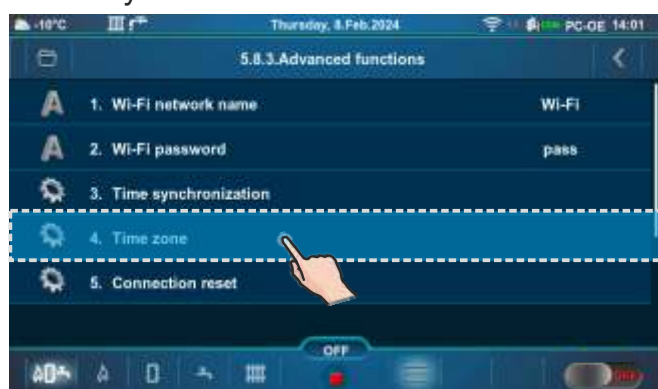 -10°C Thursday, 8.Feb.2024 PC-OE 14:01
5.8.3.Advanced functions
1. Wi-Fi network name Wi-Fi
2. Wi-Fi password pass
3. Time synchronization
4. Time zone
5. Connection reset
OFF
OFF